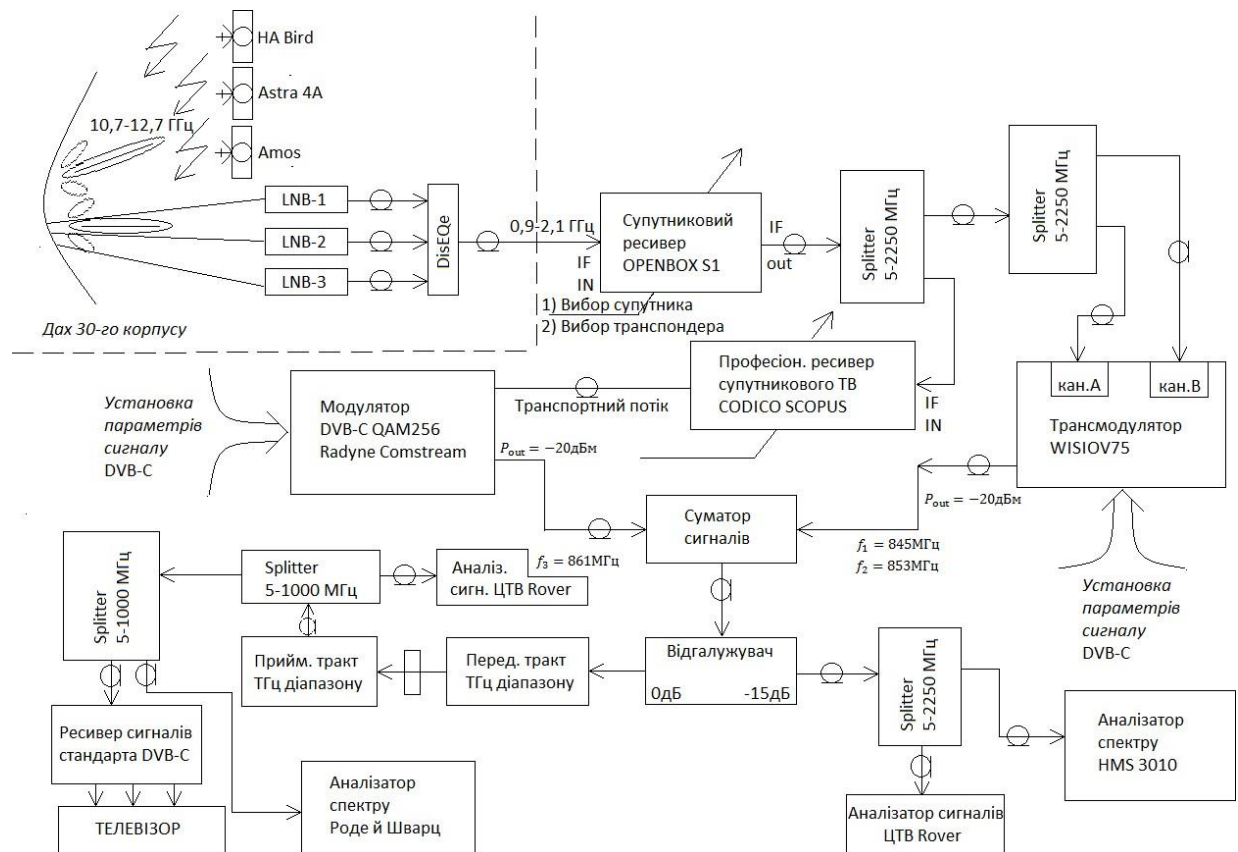 HA Bird
Astra 4A
10,7-12,7 ГГц
Amos
LNB-1
LNB-2
LNB-3
DisEQe
0,9-2,1 ГГц
IF
IN
Супутниковий
ресивер
OPENBOX S1
IF
out
1) Вибор супутника
2) Вибор транспондера
Splitter
5-2250 МГц
Splitter
5-2250 МГц
Дах 30-го корпусу
Установка
параметрів
сигналу
DVB-C
Модулятор
DVB-C QAM256
Radyne Comstream
Транспортний потік
Професіон. ресивер
супутникового ТВ
CODICO SCOPUS
IF
IN
кан.А
кан.В
Трансмодулятор
WISIOV75
P_out = −20дБм
P_out = −20дБм
Суматор
сигналів
f₁ = 845МГц
f₂ = 853МГц
f₃ = 861МГц
Установка
параметрів
сигналу
DVB-C
Splitter
5-1000 МГц
Splitter
5-1000 МГц
Аналіз.
сигн. ЦТВ Rover
Прийм. тракт
ТГц діапазону
Перед. тракт
ТГц діапазону
Відгалужувач
0дБ
-15дБ
Splitter
5-2250 МГц
Аналізатор
спектру
HMS 3010
Ресивер сигналів
стандарта DVB-C
ТЕЛЕВІЗОР
Аналізатор
спектру
Роде й Шварц
Аналізатор сигналів
ЦТВ Rover